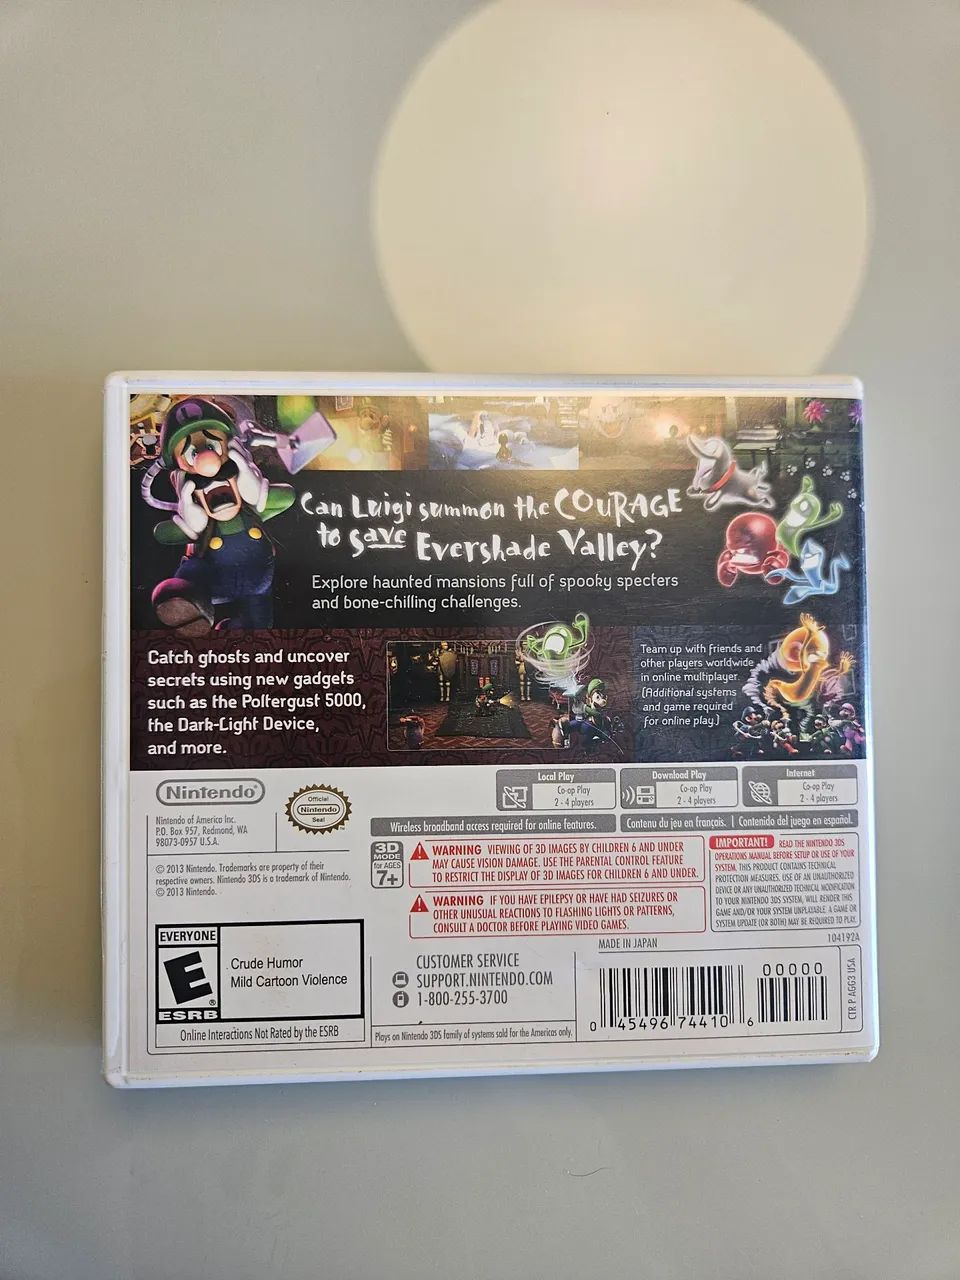 Can Luigi summon the COURAGE
to save Evershade Valley?
Explore haunted mansions full of spooky specters
and bone-chilling challenges.
Catch ghosts and uncover
secrets using new gadgets
such as the Poltergust 5000,
the Dark-Light Device,
and more.
Team up with friends and
other players worldwide
in online multiplayer.
(Additional systems
and game required
for online play.)
Nintendo®
Nintendo of America Inc.
P.O. Box 957, Redmond, WA
98073-0957 U.S.A.
Official
Nintendo
Seal
Local Play
Co-op Play
2 - 4 players
Download Play
Co-op Play
2 - 4 players
Internet
Co-op Play
2 - 4 players
Wireless broadband access required for online features.
Contenu du jeu en français.
Contenido del juego en español.
© 2013 Nintendo. Trademarks are property of their
respective owners. Nintendo 3DS is a trademark of Nintendo.
© 2013 Nintendo.
3D
MODE
for AGES
7+
WARNING VIEWING OF 3D IMAGES BY CHILDREN 6 AND UNDER
MAY CAUSE VISION DAMAGE. USE THE PARENTAL CONTROL FEATURE
TO RESTRICT THE DISPLAY OF 3D IMAGES FOR CHILDREN 6 AND UNDER.
WARNING IF YOU HAVE EPILEPSY OR HAVE HAD SEIZURES OR
OTHER UNUSUAL REACTIONS TO FLASHING LIGHTS OR PATTERNS,
CONSULT A DOCTOR BEFORE PLAYING VIDEO GAMES.
IMPORTANT! READ THE NINTENDO 3DS
OPERATIONS MANUAL BEFORE SETUP OR USE OF YOUR
SYSTEM. THIS PRODUCT CONTAINS TECHNICAL
PROTECTION MEASURES. USE OF AN UNAUTHORIZED
DEVICE OR ANY UNAUTHORIZED TECHNICAL MODIFICATION
TO YOUR NINTENDO 3DS SYSTEM, WILL RENDER THIS
GAME AND/OR YOUR SYSTEM UNPLAYABLE. A GAME OR
SYSTEM UPDATE (OR BOTH) MAY BE REQUIRED TO PLAY.
MADE IN JAPAN
104192A
EVERYONE
E®
ESRB
Crude Humor
Mild Cartoon Violence
Online Interactions Not Rated by the ESRB
CUSTOMER SERVICE
SUPPORT.NINTENDO.COM
1-800-255-3700
Plays on Nintendo 3DS family of systems sold for the Americas only.
00000
0 45496 74410 6
CTR P AGG3 USA